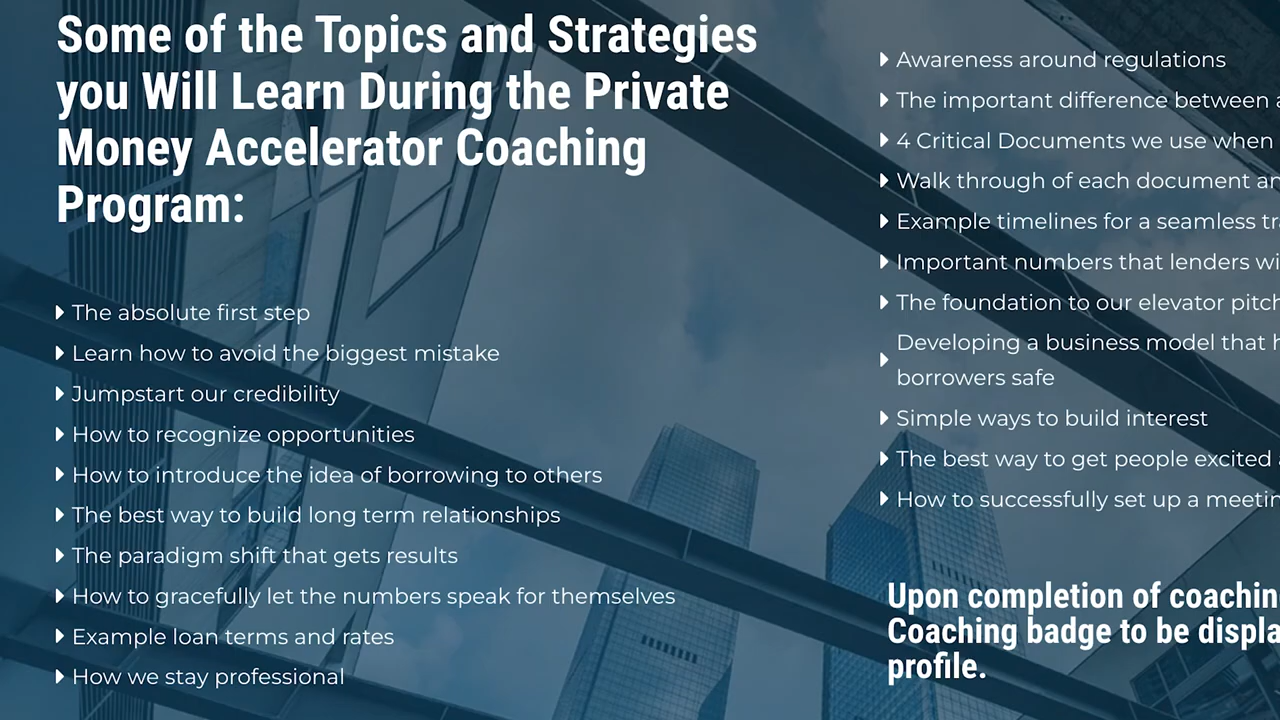 Some of the Topics and Strategies
you Will Learn During the Private
Money Accelerator Coaching
Program:
The absolute first step
Learn how to avoid the biggest mistake
Jumpstart our credibility
How to recognize opportunities
How to introduce the idea of borrowing to others
The best way to build long term relationships
The paradigm shift that gets results
How to gracefully let the numbers speak for themselves
Example loan terms and rates
How we stay professional
Awareness around regulations
The important difference between
4 Critical Documents we use when
Walk through of each document
Example timelines for a seamless
Important numbers that lenders
The foundation to our elevator pitch
Developing a business model that
borrowers safe
Simple ways to build interest
The best way to get people excited
How to successfully set up a
Upon completion of
Coaching badge to be
profile.